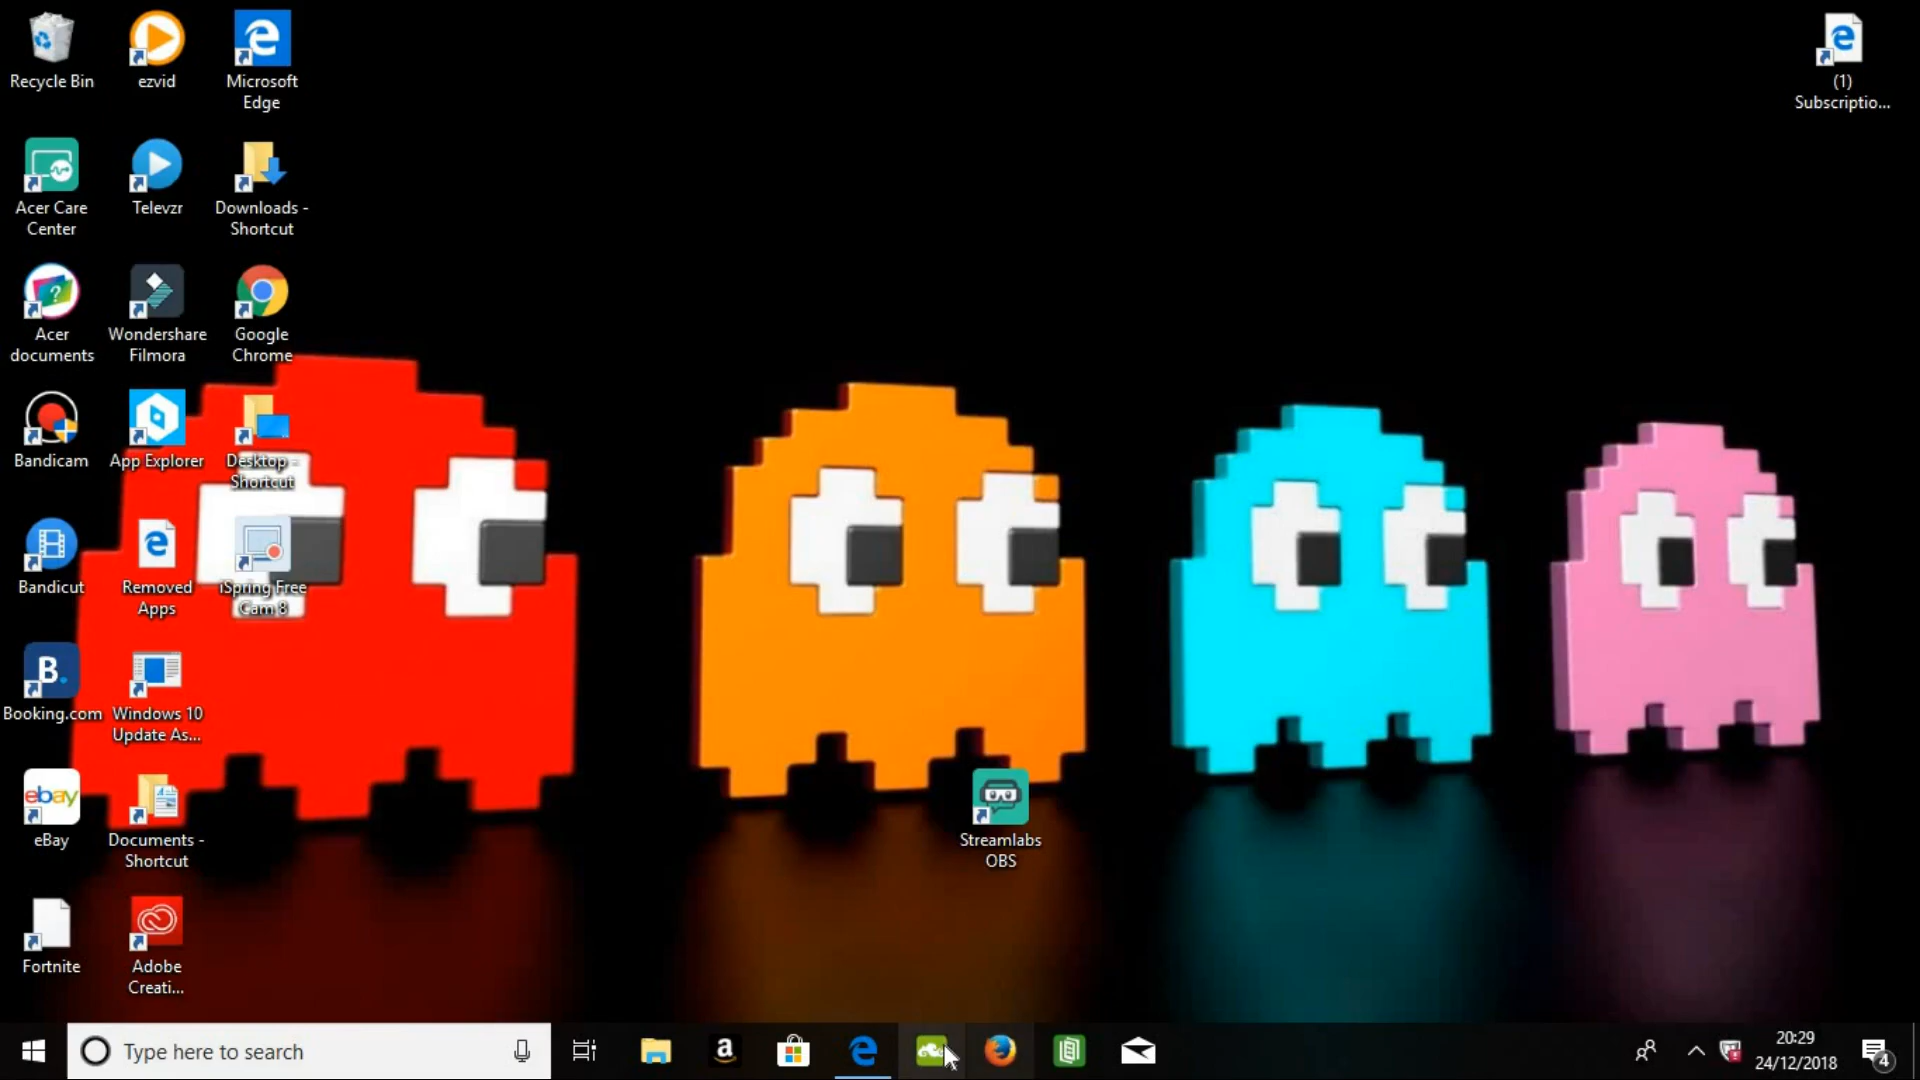 Recycle Bin
ezvid
Microsoft
Edge
(1)
Subscriptio...
Acer Care
Center
Televzr
Downloads -
Shortcut
Acer
documents
Wondershare
Filmora
Google
Chrome
Bandicam
App Explorer
Desktop -
Shortcut
Bandicut
Removed
Apps
iSpring Free
Cam 8
B.
Booking.com
Windows 10
Update As...
ebay
eBay
Documents -
Shortcut
Streamlabs
OBS
Fortnite
Adobe
Creati...
Type here to search
a
20:29
24/12/2018
4